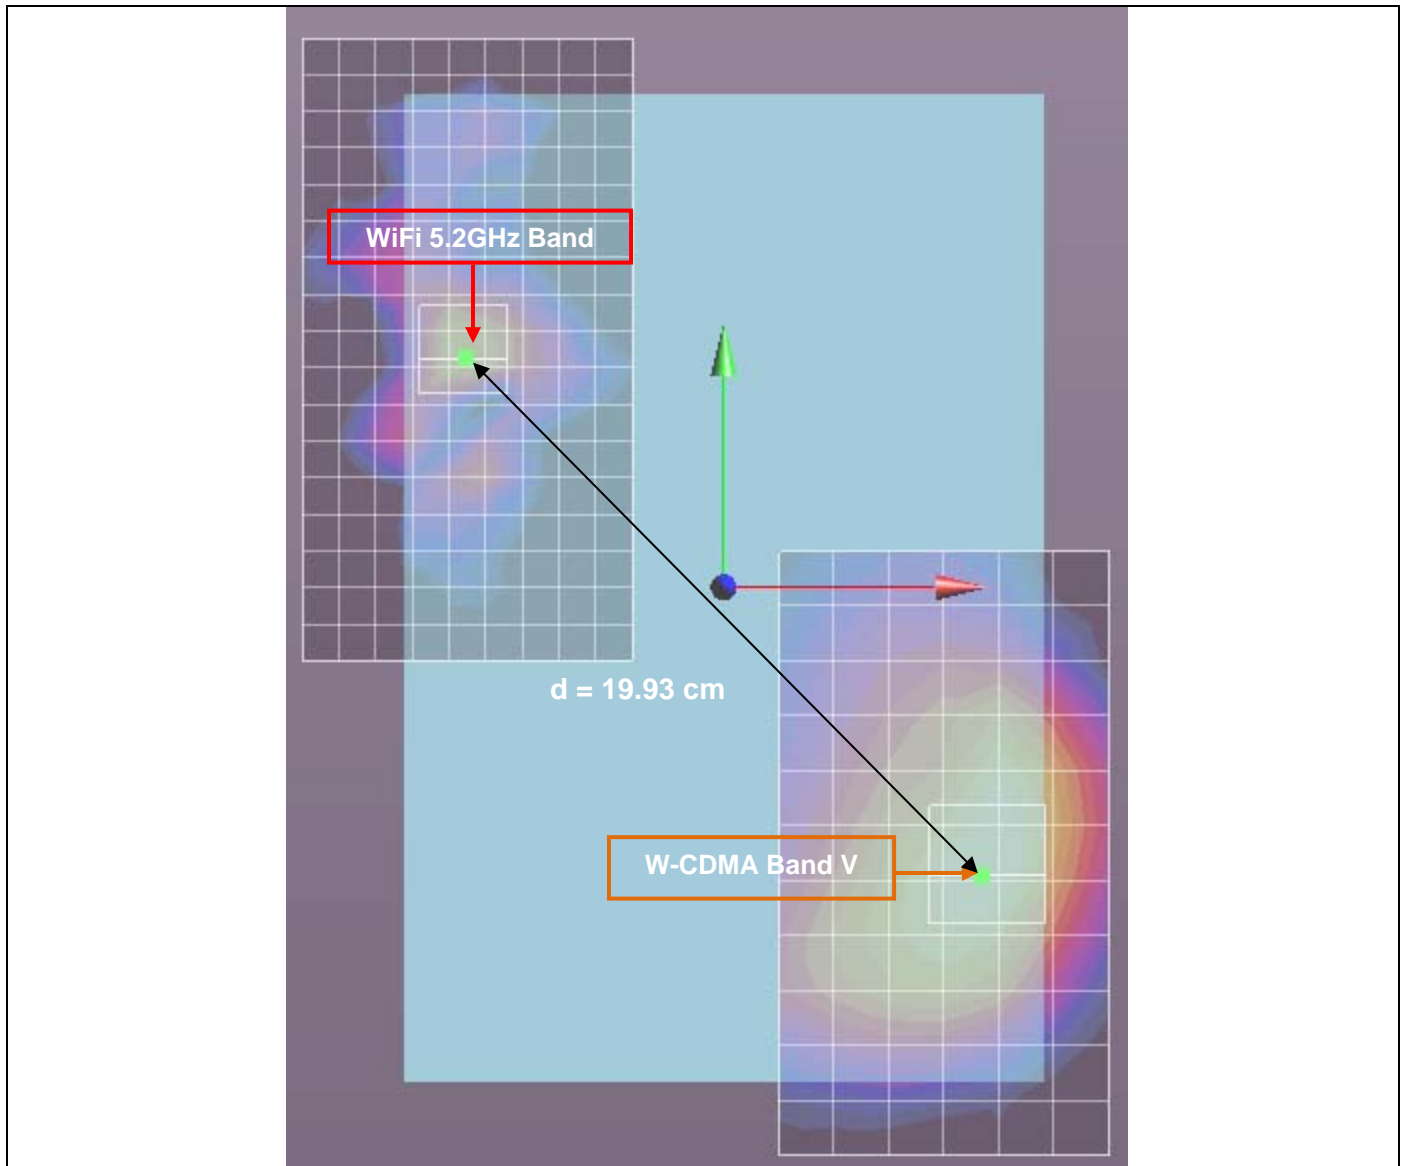 WiFi 5.2GHz Band
d = 19.93 cm
W-CDMA Band V